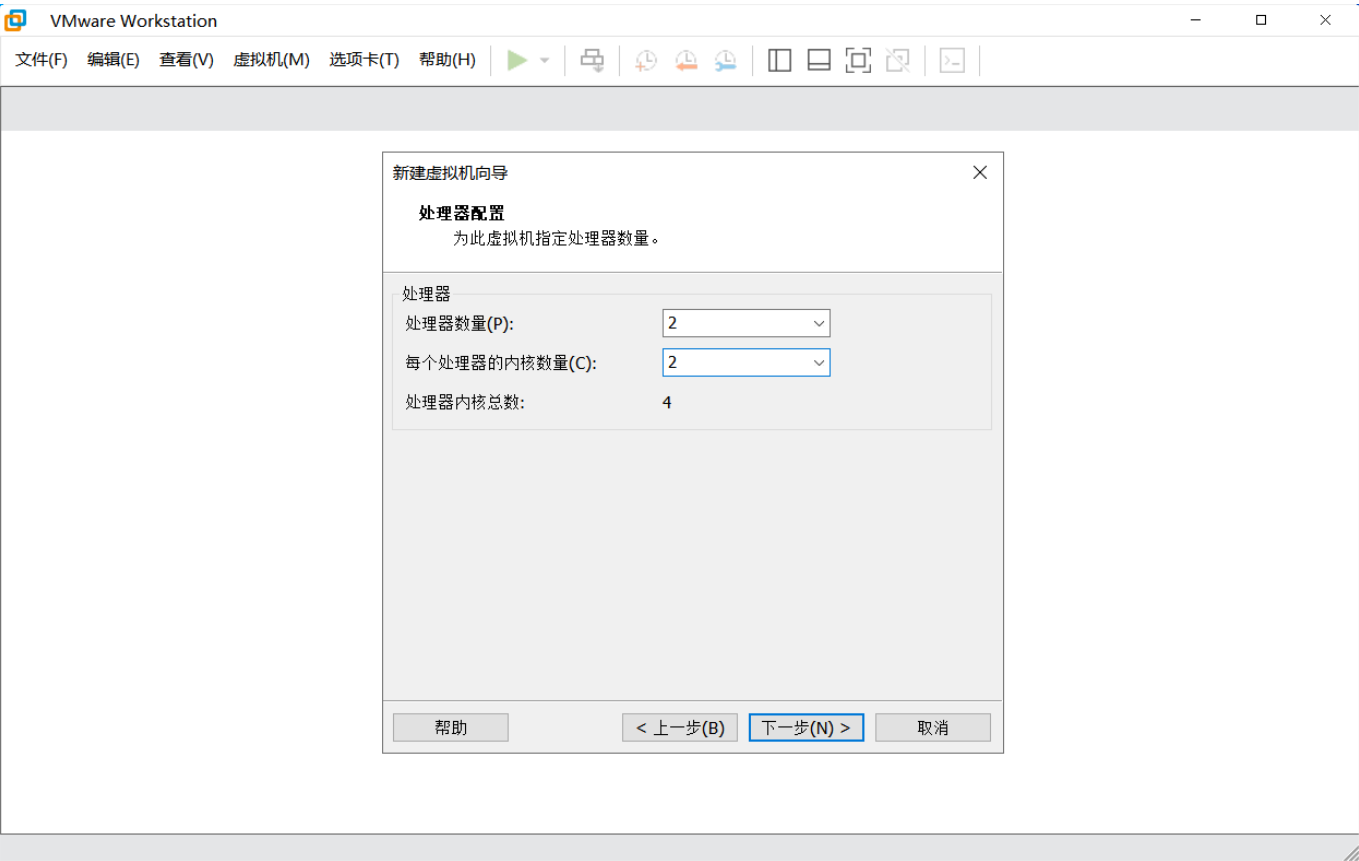 VMware Workstation
文件(F) 编辑(E) 查看(V) 虚拟机(M) 选项卡(T) 帮助(H)
新建虚拟机向导
处理器配置
为此虚拟机指定处理器数量。
处理器
处理器数量(P): 2
每个处理器的内核数量(C): 2
处理器内核总数: 4
帮助 < 上一步(B) 下一步(N) > 取消